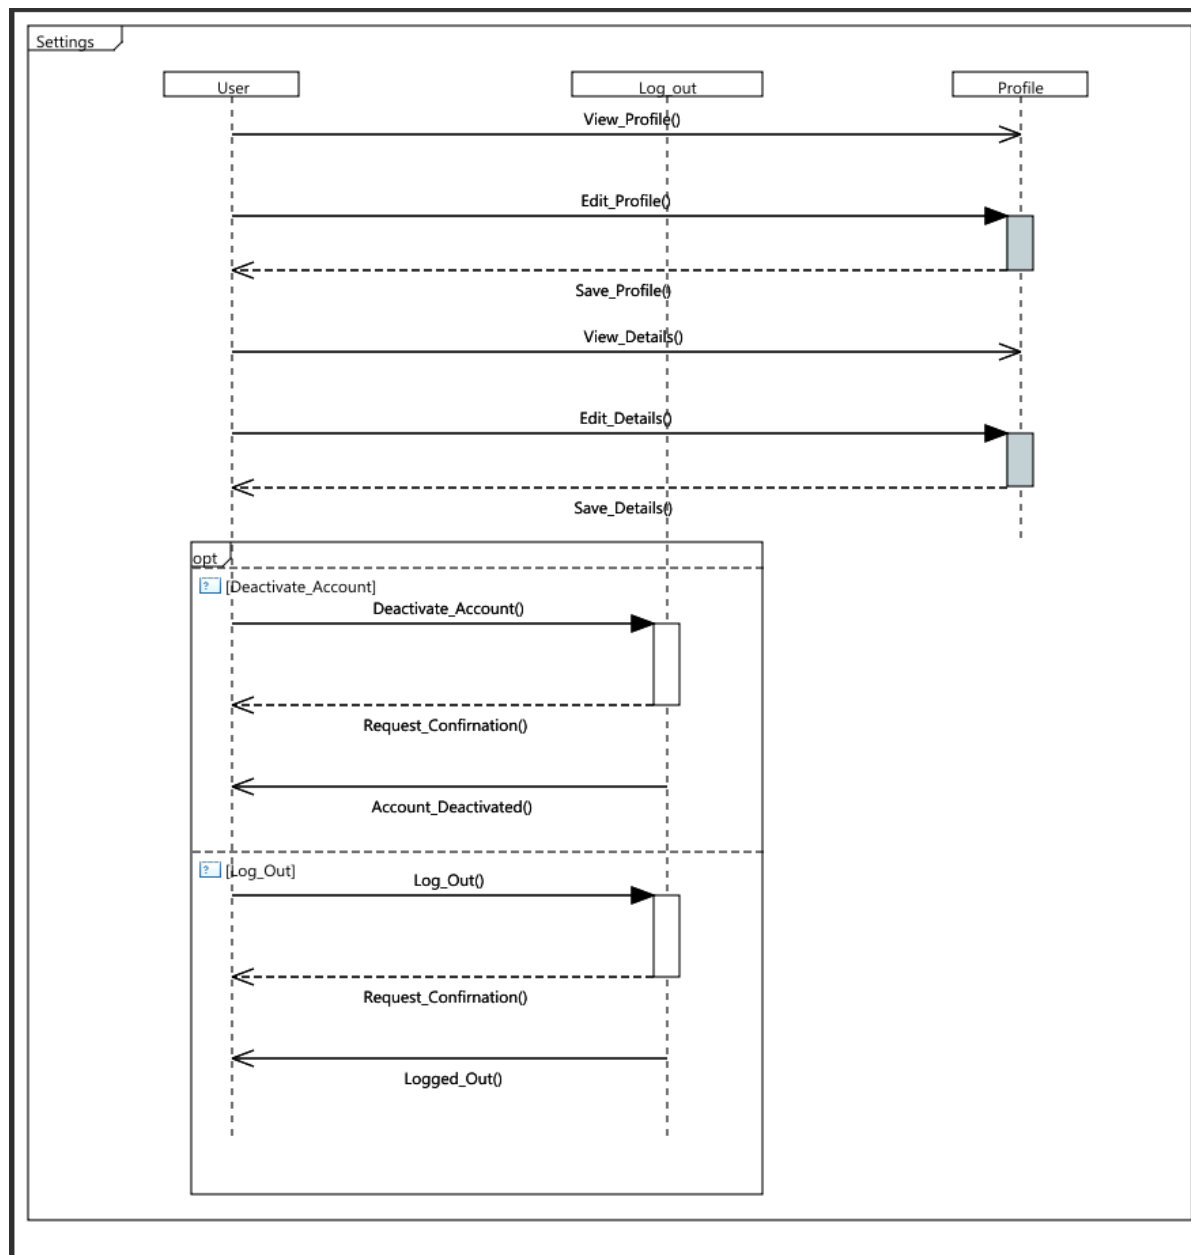 Settings
User
Log_out
Profile
View_Profile()
Edit_Profile()
Save_Profile()
View_Details()
Edit_Details()
Save_Details()
opt
? [Deactivate_Account]
Deactivate_Account()
Request_Confirnation()
Account_Deactivated()
? [Log_Out]
Log_Out()
Request_Confirnation()
Logged_Out()